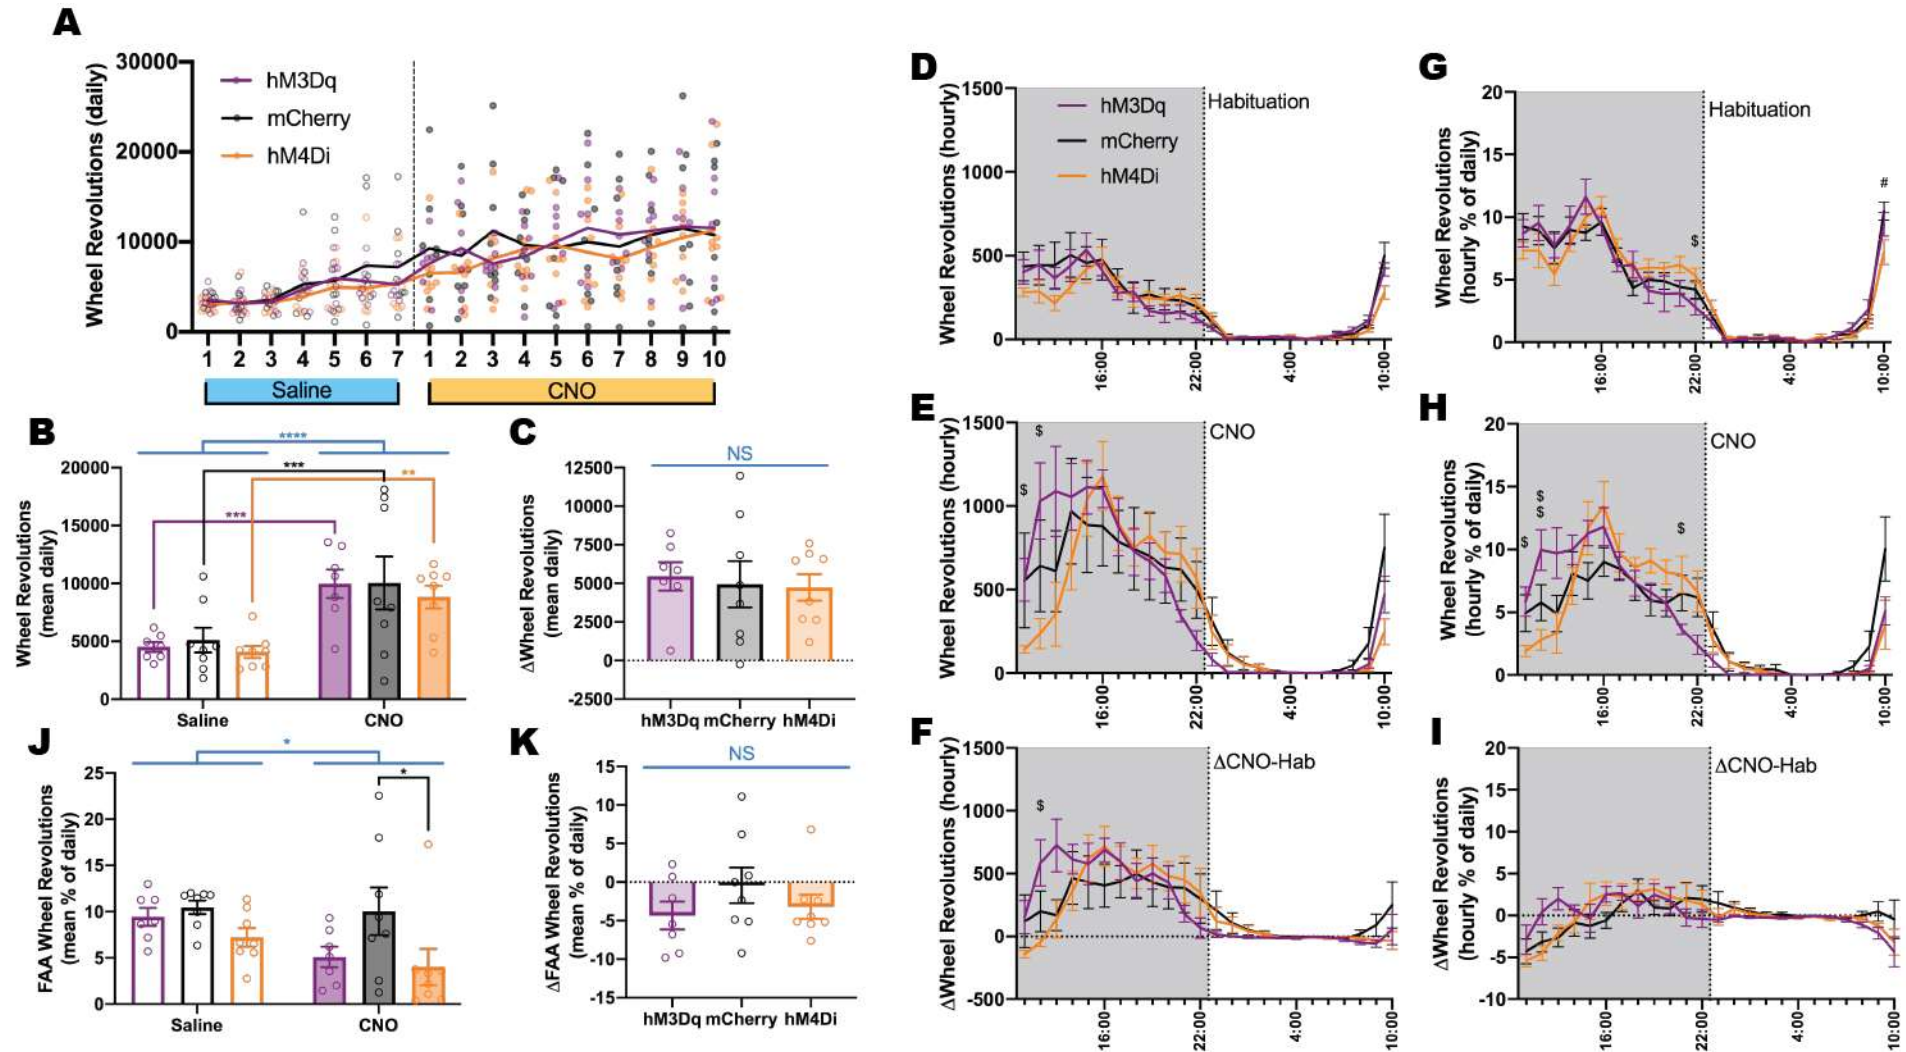 A
Wheel Revolutions (daily)
30000
20000
10000
0
hM3Dq
mCherry
hM4Di
1 2 3 4 5 6 7 1 2 3 4 5 6 7 8 9 10
Saline
CNO
B
Wheel Revolutions
(mean daily)
20000
15000
10000
5000
0
****
***
**
***
Saline CNO
C
ΔWheel Revolutions
(mean daily)
12500
10000
7500
5000
2500
0
-2500
NS
hM3Dq mCherry hM4Di
J
FAA Wheel Revolutions
(mean % of daily)
25
20
15
10
5
0
*
*
Saline CNO
K
ΔFAA Wheel Revolutions
(mean % of daily)
15
10
5
0
-5
-10
-15
NS
hM3Dq mCherry hM4Di
D
Wheel Revolutions (hourly)
1500
1000
500
0
hM3Dq
mCherry
hM4Di
Habituation
16:00 22:00 4:00 10:00
E
Wheel Revolutions (hourly)
1500
1000
500
0
$
$
CNO
16:00 22:00 4:00 10:00
F
ΔWheel Revolutions (hourly)
1500
1000
500
0
-500
$
ΔCNO-Hab
16:00 22:00 4:00 10:00
G
Wheel Revolutions
(hourly % of daily)
20
15
10
5
0
Habituation
$
#
16:00 22:00 4:00 10:00
H
Wheel Revolutions
(hourly % of daily)
20
15
10
5
0
CNO
$
$
$
$
16:00 22:00 4:00 10:00
I
ΔWheel Revolutions
(hourly % of daily)
20
15
10
5
0
-5
-10
ΔCNO-Hab
16:00 22:00 4:00 10:00